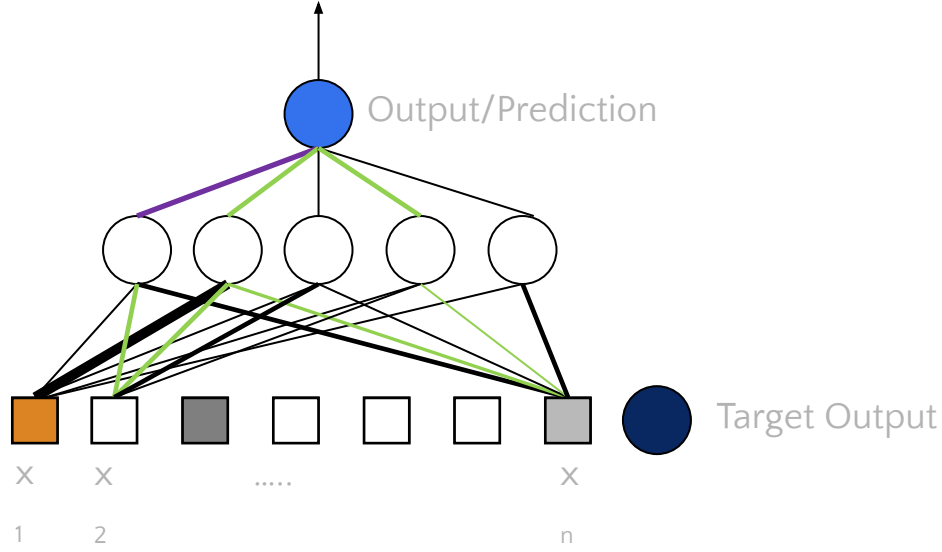 Output/Prediction
Target Output
X X ..... X
1 2 n